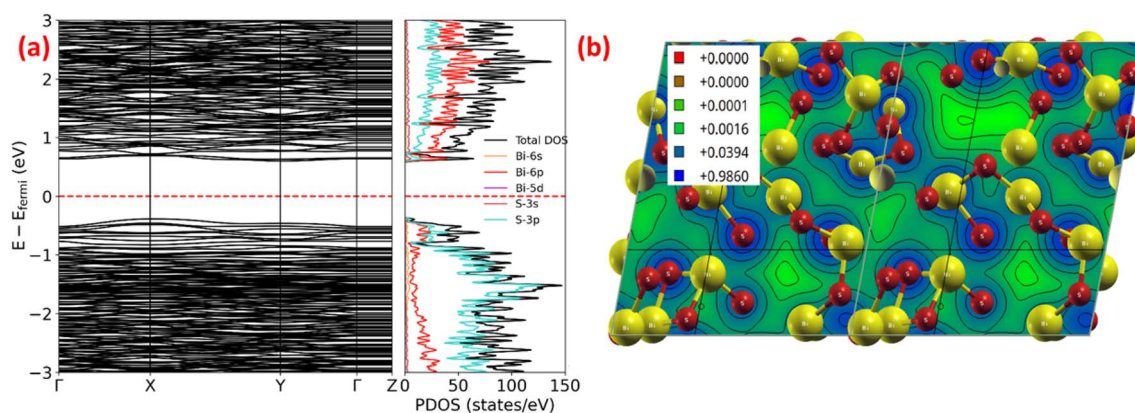 (a)
E − E_fermi (eV)
3
2
1
0
−1
−2
−3
Γ
X
Y
Γ
Z
Total DOS
Bi-6s
Bi-6p
Bi-5d
S-3s
S-3p
0
50
100
150
PDOS (states/eV)
(b)
+0.0000
+0.0000
+0.0001
+0.0016
+0.0394
+0.9860